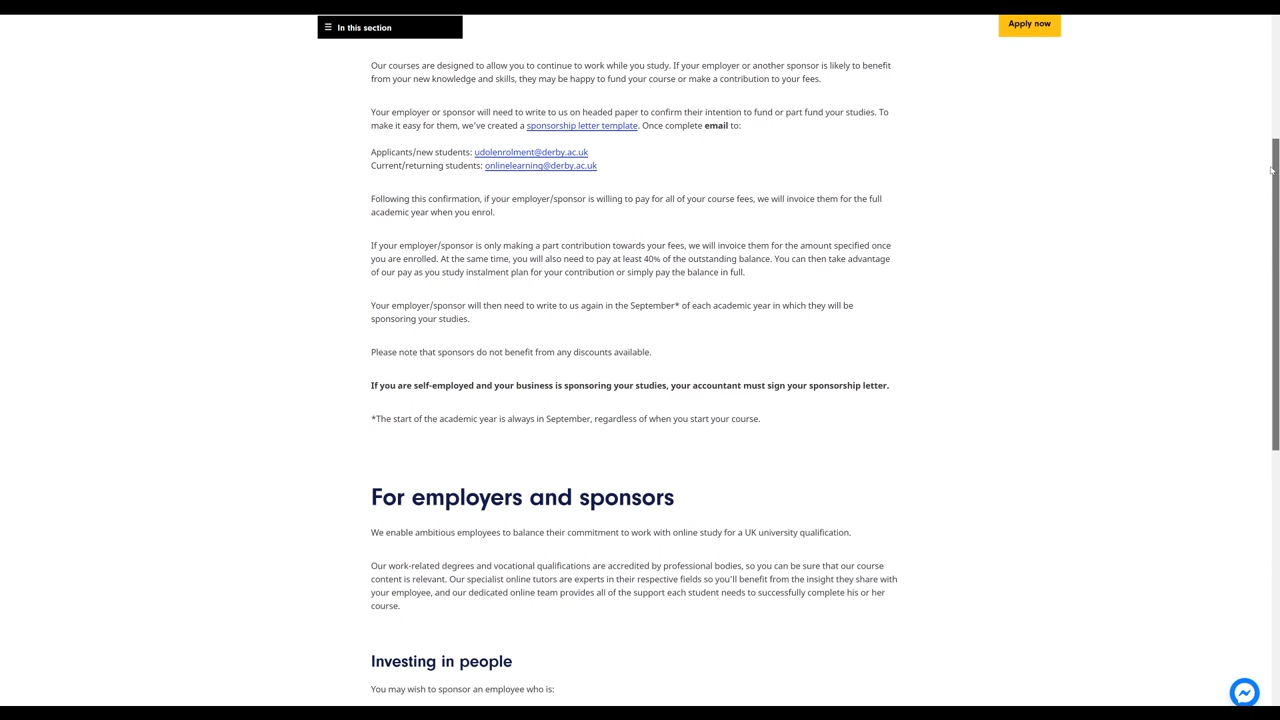 ☰ In this section
Apply now
Our courses are designed to allow you to continue to work while you study. If your employer or another sponsor is likely to benefit
from your new knowledge and skills, they may be happy to fund your course or make a contribution to your fees.
Your employer or sponsor will need to write to us on headed paper to confirm their intention to fund or part fund your studies. To
make it easy for them, we've created a sponsorship letter template. Once complete email to:
Applicants/new students: udolenrolment@derby.ac.uk
Current/returning students: onlinelearning@derby.ac.uk
Following this confirmation, if your employer/sponsor is willing to pay for all of your course fees, we will invoice them for the full
academic year when you enrol.
If your employer/sponsor is only making a part contribution towards your fees, we will invoice them for the amount specified once
you are enrolled. At the same time, you will also need to pay at least 40% of the outstanding balance. You can then take advantage
of our pay as you study instalment plan for your contribution or simply pay the balance in full.
Your employer/sponsor will then need to write to us again in the September* of each academic year in which they will be
sponsoring your studies.
Please note that sponsors do not benefit from any discounts available.
If you are self-employed and your business is sponsoring your studies, your accountant must sign your sponsorship letter.
*The start of the academic year is always in September, regardless of when you start your course.
For employers and sponsors
We enable ambitious employees to balance their commitment to work with online study for a UK university qualification.
Our work-related degrees and vocational qualifications are accredited by professional bodies, so you can be sure that our course
content is relevant. Our specialist online tutors are experts in their respective fields so you'll benefit from the insight they share with
your employee, and our dedicated online team provides all of the support each student needs to successfully complete his or her
course.
Investing in people
You may wish to sponsor an employee who is: